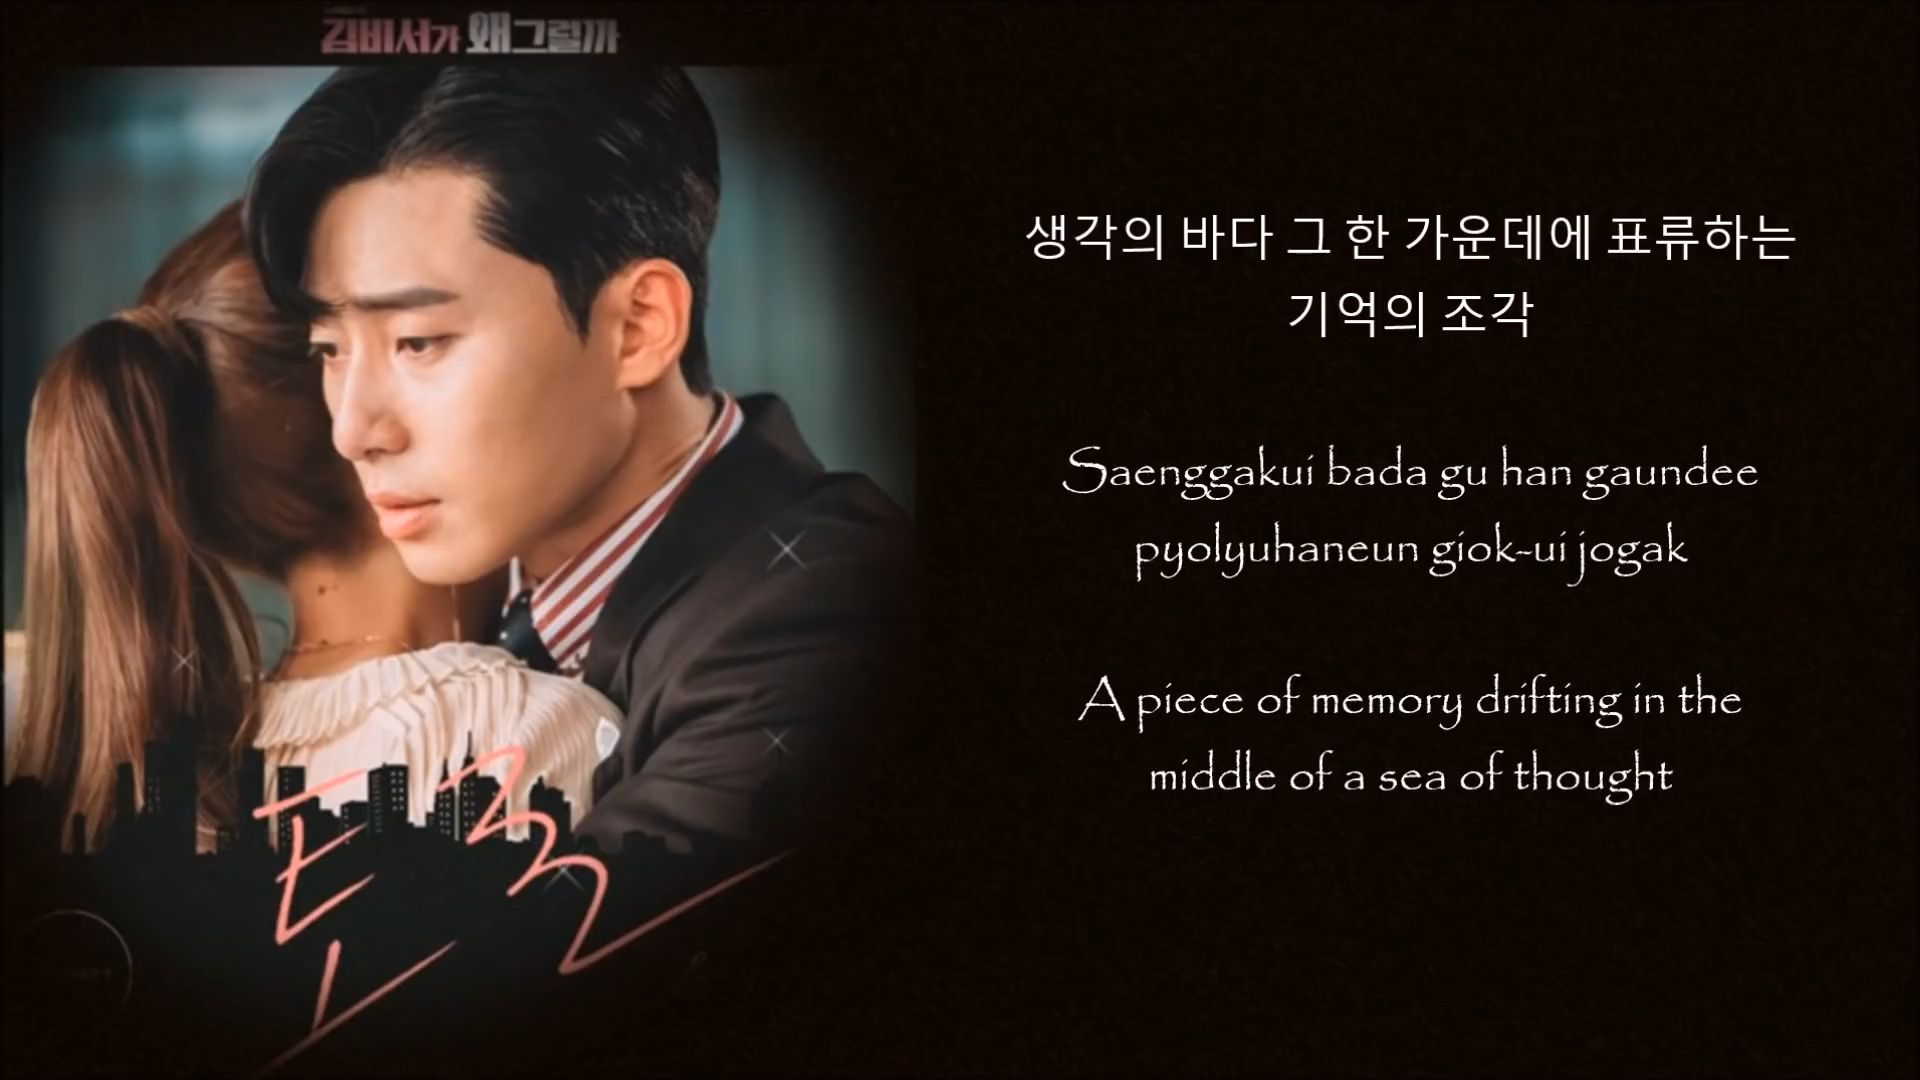 김비서가 왜그럴까
생각의 바다 그 한 가운데에 표류하는
기억의 조각
Saenggakui bada gu han gaundee
pyolyuhaneun giok-ui jogak
A piece of memory drifting in the
middle of a sea of thought
토로